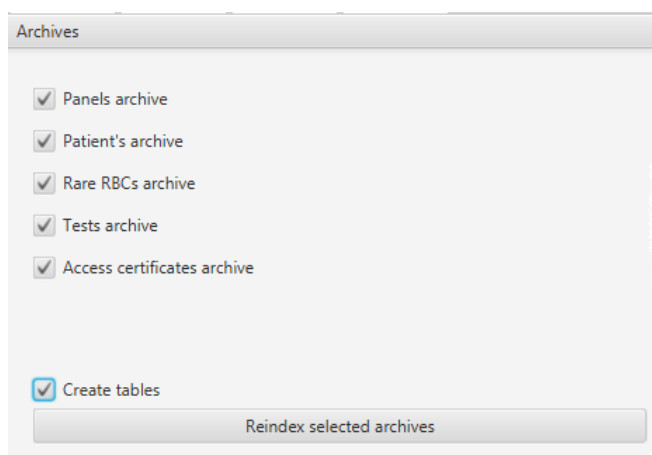 Archives
Panels archive
Patient's archive
Rare RBCs archive
Tests archive
Access certificates archive
Create tables
Reindex selected archives